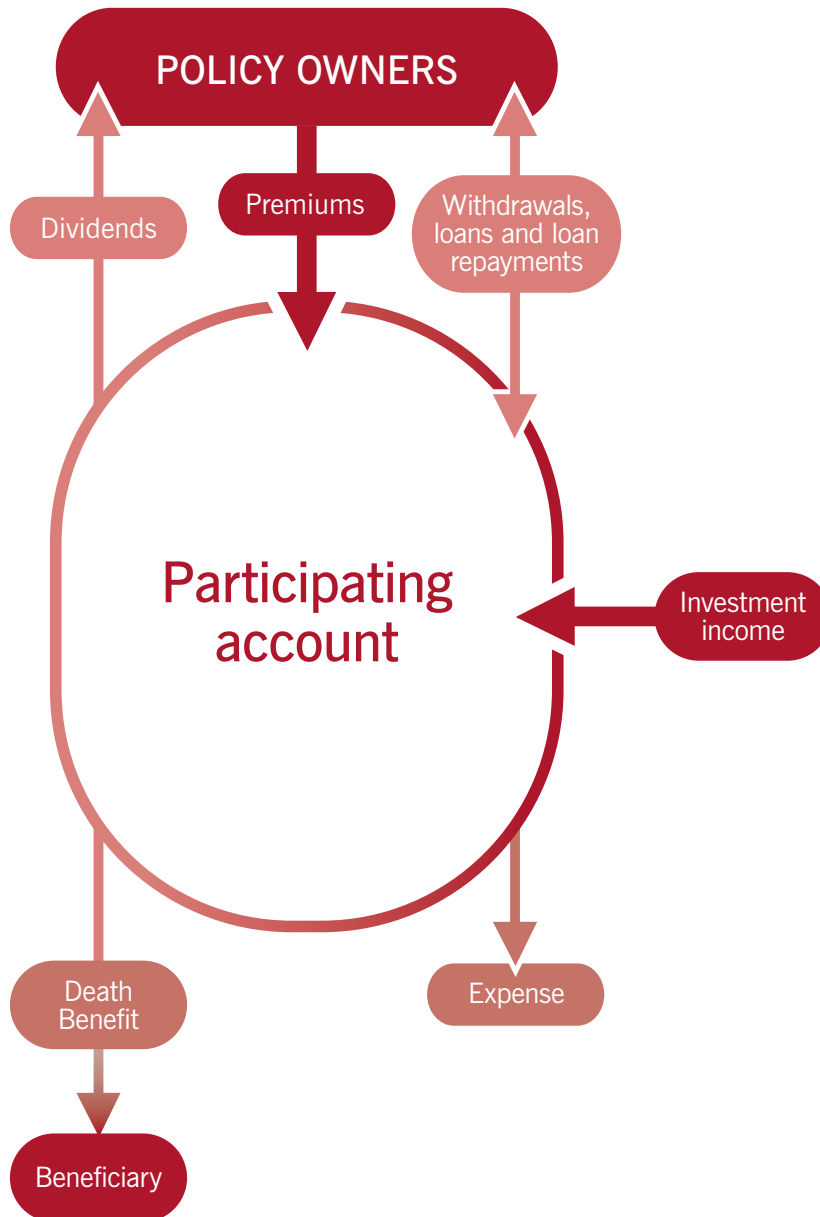 POLICY OWNERS
Dividends
Premiums
Withdrawals,
loans and loan
repayments
Participating
account
Investment
income
Death
Benefit
Expense
Beneficiary